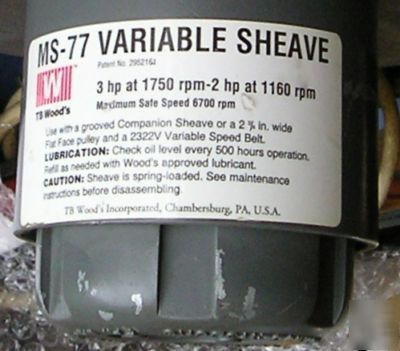 MS-77 VARIABLE SHEAVE
Patent No. 2952164
3 hp at 1750 rpm-2 hp at 1160 rpm
Maximum Safe Speed 6700 rpm
TB Wood's
Use with a grooved Companion Sheave or a 2 ⅜ in. wide
Flat Face pulley and a 2322V Variable Speed Belt.
LUBRICATION: Check oil level every 500 hours operation.
Refill as needed with Wood's approved lubricant.
CAUTION: Sheave is spring-loaded. See maintenance
instructions before disassembling.
TB Wood's Incorporated, Chambersburg, PA, U.S.A.